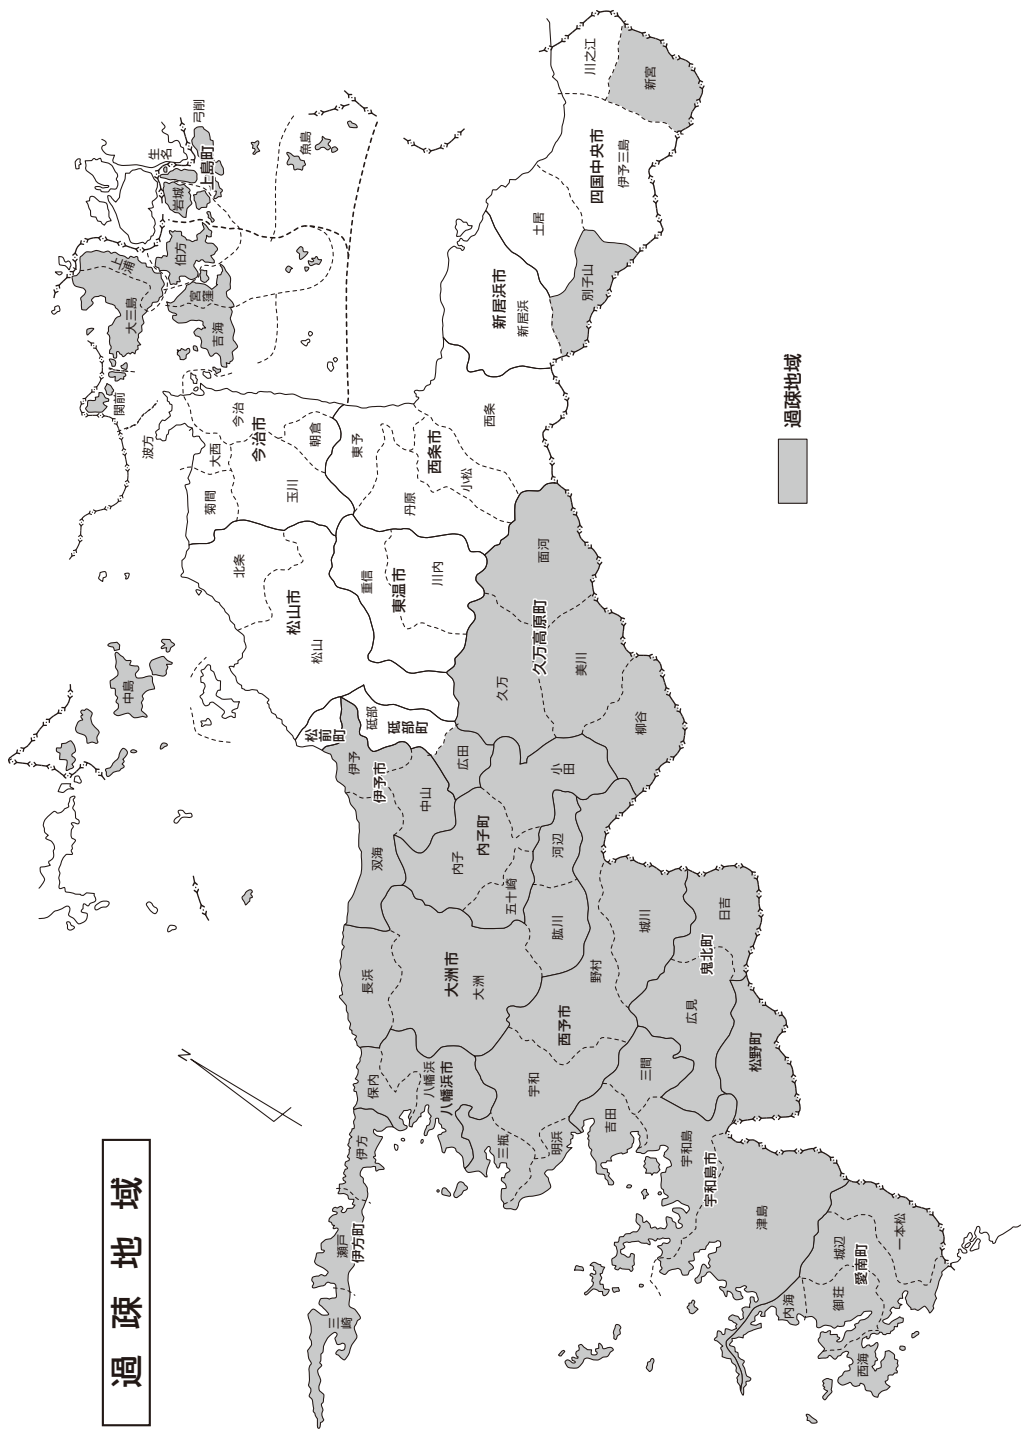 過疎地域
過疎地域
川之江
新宮
四国中央市
伊予三島
土居
別子山
新居浜市
新居浜
弓削
生名
上島町
岩城
魚島
伯方
上浦
大三島
宮窪
吉海
関前
波方
今治
今治市
大西
朝倉
菊間
玉川
西条
西条市
東予
小松
丹原
北条
松山市
松山
中島
重信
東温市
川内
面河
久万高原町
久万
美川
柳谷
松前町
砥部
砥部町
広田
伊予
伊予市
中山
双海
小田
内子町
内子
五十崎
河辺
肱川
大洲市
大洲
長浜
城川
野村
西予市
宇和
三瓶
明浜
日吉
鬼北町
広見
松野町
三間
吉田
宇和島
宇和島市
津島
保内
八幡浜
八幡浜市
伊方
瀬戸
伊方町
三崎
一本松
城辺
愛南町
御荘
内海
西海
N